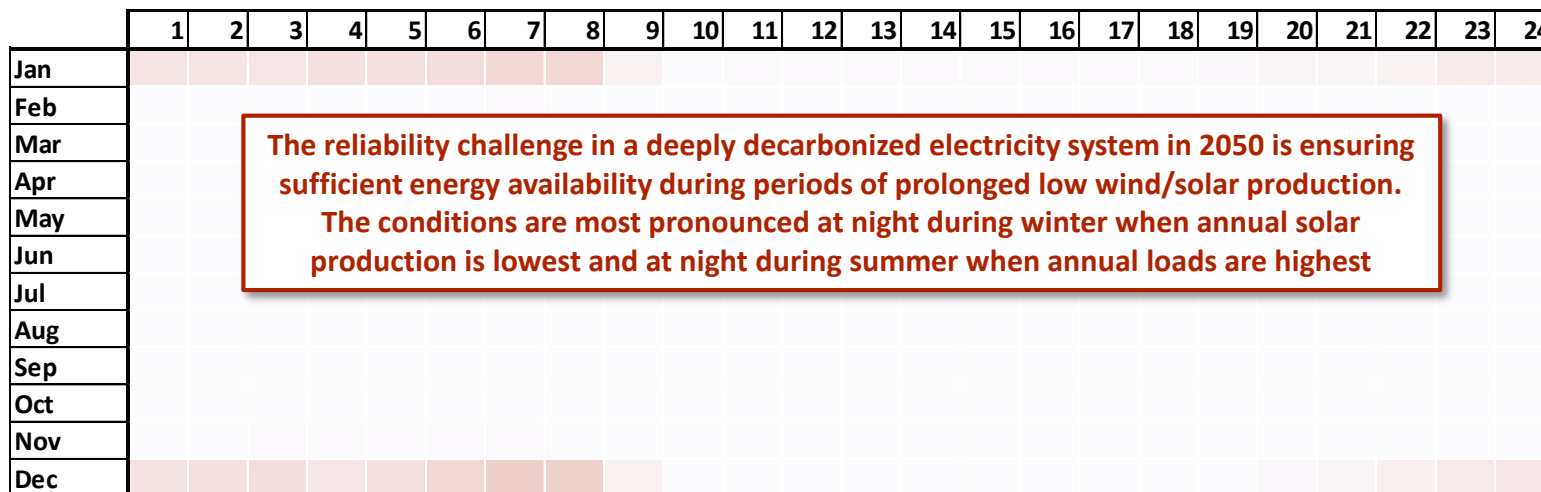 1 2 3 4 5 6 7 8 9 10 11 12 13 14 15 16 17 18 19 20 21 22 23 24
Jan
Feb
Mar
Apr
May
Jun
Jul
Aug
Sep
Oct
Nov
Dec
The reliability challenge in a deeply decarbonized electricity system in 2050 is ensuring
sufficient energy availability during periods of prolonged low wind/solar production.
The conditions are most pronounced at night during winter when annual solar
production is lowest and at night during summer when annual loads are highest